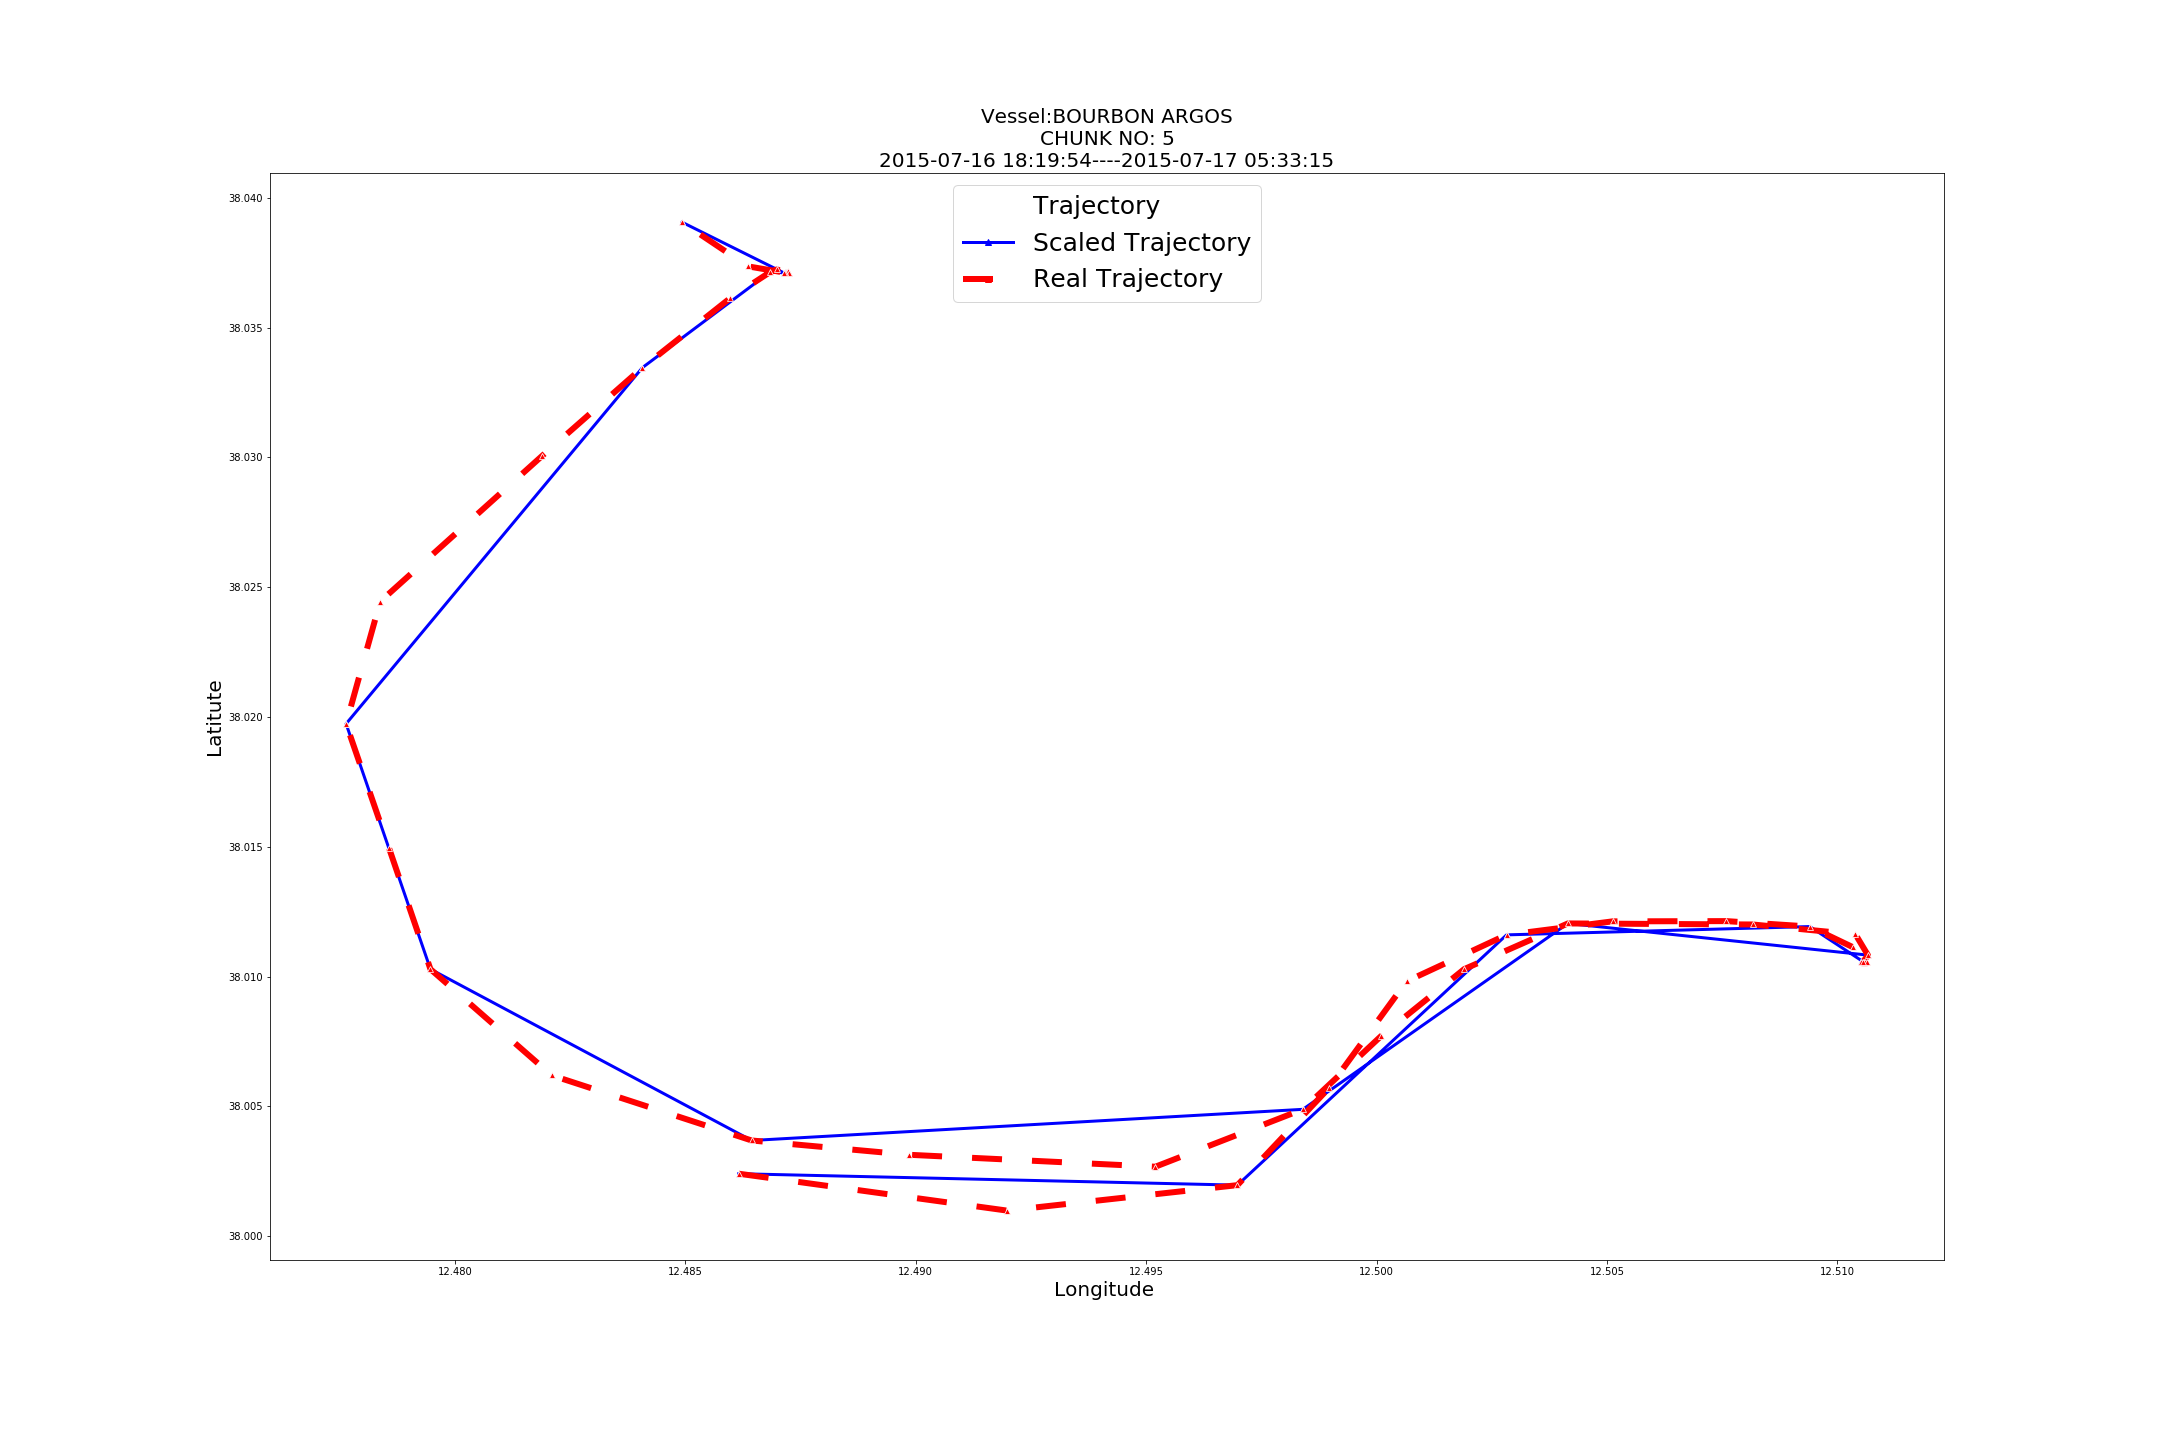 Vessel:BOURBON ARGOS
CHUNK NO: 5
2015-07-16 18:19:54----2015-07-17 05:33:15
Trajectory
Scaled Trajectory
Real Trajectory
38.040
38.035
38.030
38.025
38.020
38.015
38.010
38.005
38.000
Latitute
12.480
12.485
12.490
12.495
12.500
12.505
12.510
Longitude